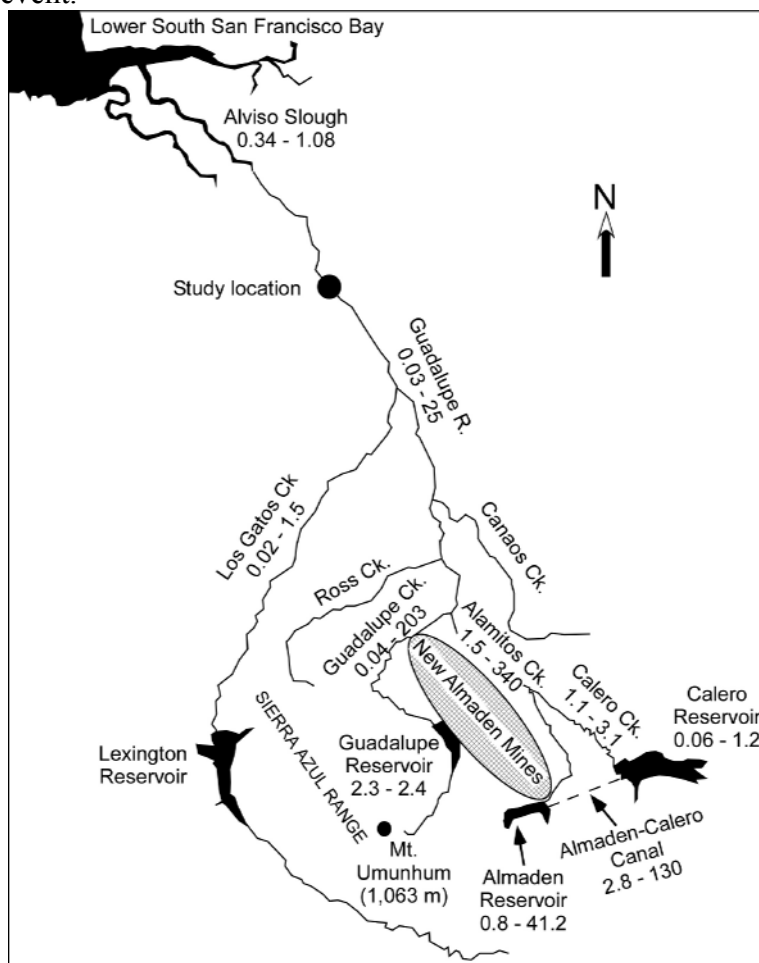 event.
Lower South San Francisco Bay
Alviso Slough
0.34 - 1.08
N
Study location
Guadalupe R.
0.03 - 25
Los Gatos Ck
0.02 - 1.5
Canaos Ck.
Ross Ck.
Guadalupe Ck.
0.04 - 203
Alamitos Ck.
1.5 - 340
New Almaden Mines
Calero Ck.
1.1 - 3.1
Calero
Reservoir
0.06 - 1.2
Lexington
Reservoir
SIERRA AZUL RANGE
Guadalupe
Reservoir
2.3 - 2.4
Mt.
Umunhum
(1,063 m)
Almaden
Reservoir
0.8 - 41.2
Almaden-Calero
Canal
2.8 - 130